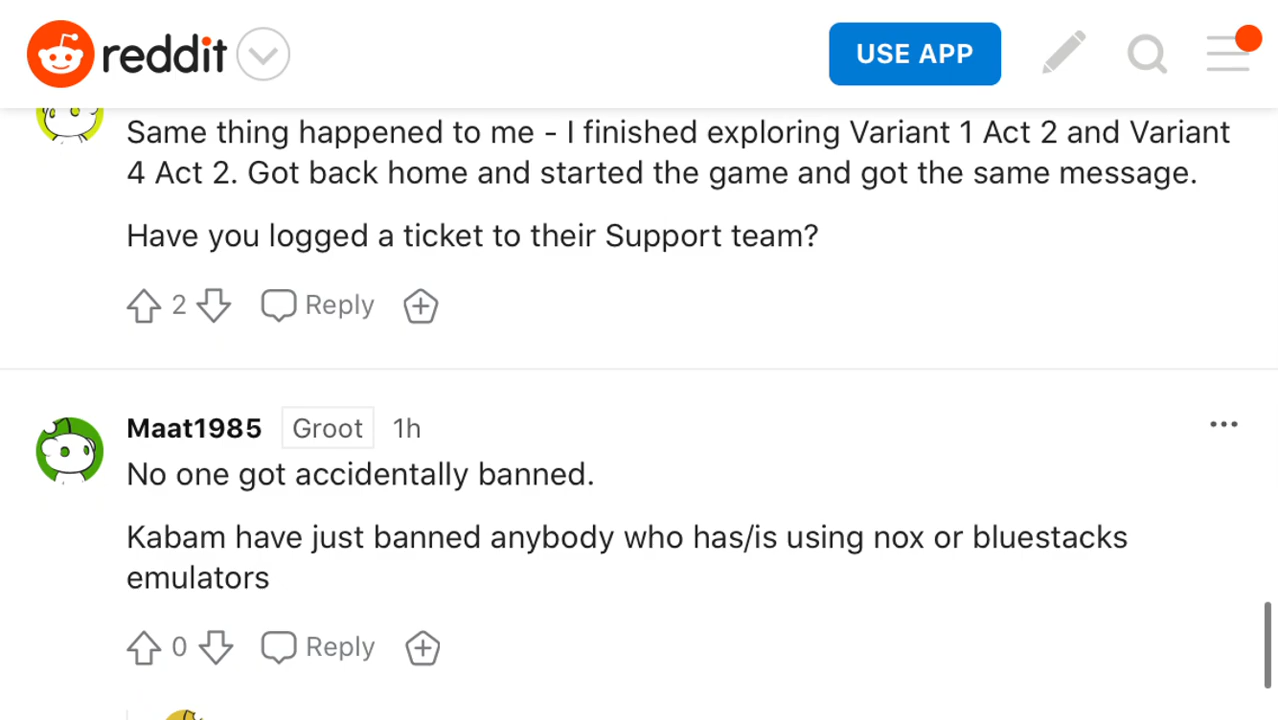 reddit
USE APP
Same thing happened to me - I finished exploring Variant 1 Act 2 and Variant
4 Act 2. Got back home and started the game and got the same message.
Have you logged a ticket to their Support team?
2 Reply
Maat1985 Groot 1h
No one got accidentally banned.
Kabam have just banned anybody who has/is using nox or bluestacks
emulators
0 Reply